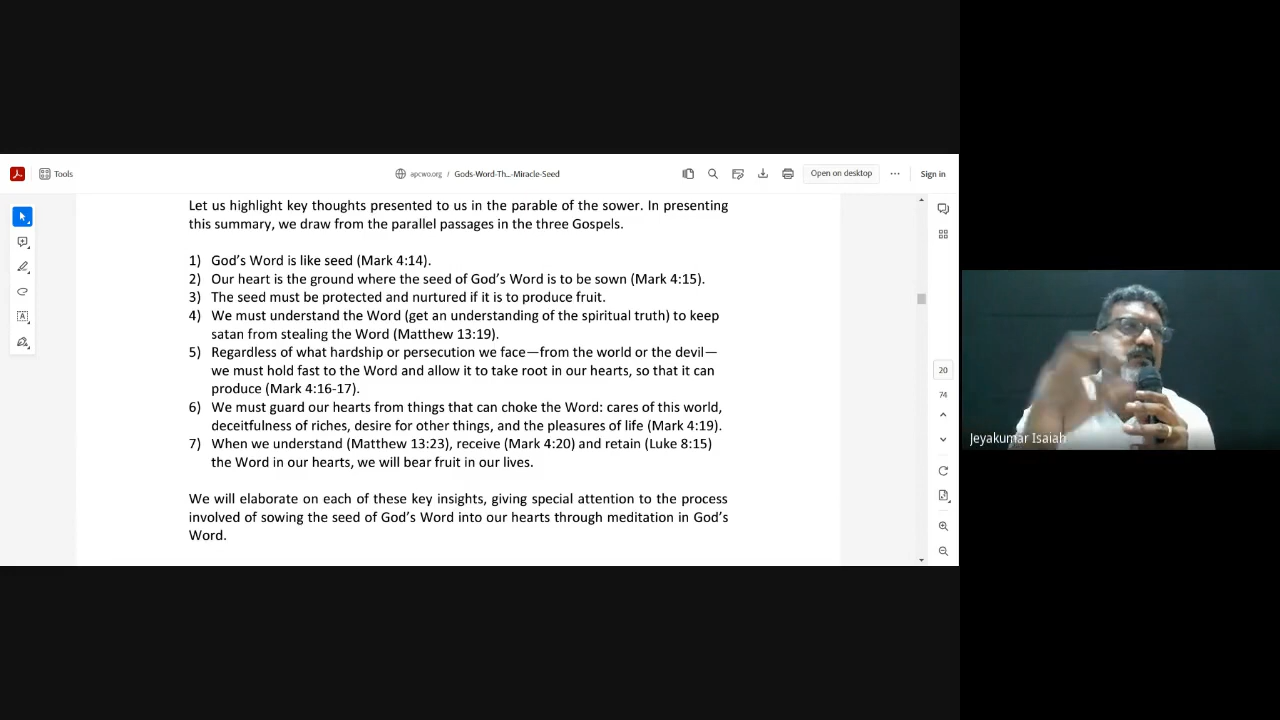 Tools
apcwo.org / Gods-Word-Th...-Miracle-Seed
Open on desktop
Sign in
Let us highlight key thoughts presented to us in the parable of the sower. In presenting
this summary, we draw from the parallel passages in the three Gospels.
1) God’s Word is like seed (Mark 4:14).
2) Our heart is the ground where the seed of God’s Word is to be sown (Mark 4:15).
3) The seed must be protected and nurtured if it is to produce fruit.
4) We must understand the Word (get an understanding of the spiritual truth) to keep
satan from stealing the Word (Matthew 13:19).
5) Regardless of what hardship or persecution we face—from the world or the devil—
we must hold fast to the Word and allow it to take root in our hearts, so that it can
produce (Mark 4:16-17).
6) We must guard our hearts from things that can choke the Word: cares of this world,
deceitfulness of riches, desire for other things, and the pleasures of life (Mark 4:19).
7) When we understand (Matthew 13:23), receive (Mark 4:20) and retain (Luke 8:15)
the Word in our hearts, we will bear fruit in our lives.
We will elaborate on each of these key insights, giving special attention to the process
involved of sowing the seed of God’s Word into our hearts through meditation in God’s
Word.
20
74
Jeyakumar Isaiah